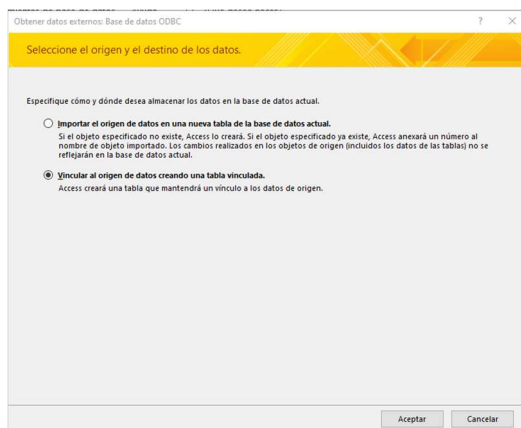 Obtener datos externos: Base de datos ODBC
Seleccione el origen y el destino de los datos.
Especifique cómo y dónde desea almacenar los datos en la base de datos actual.
Importar el origen de datos en una nueva tabla de la base de datos actual.
Si el objeto especificado no existe, Access lo creará. Si el objeto especificado ya existe, Access anexará un número al
nombre de objeto importado. Los cambios realizados en los objetos de origen (incluidos los datos de las tablas) no se
reflejarán en la base de datos actual.
Vincular al origen de datos creando una tabla vinculada.
Access creará una tabla que mantendrá un vínculo a los datos de origen.
Aceptar Cancelar